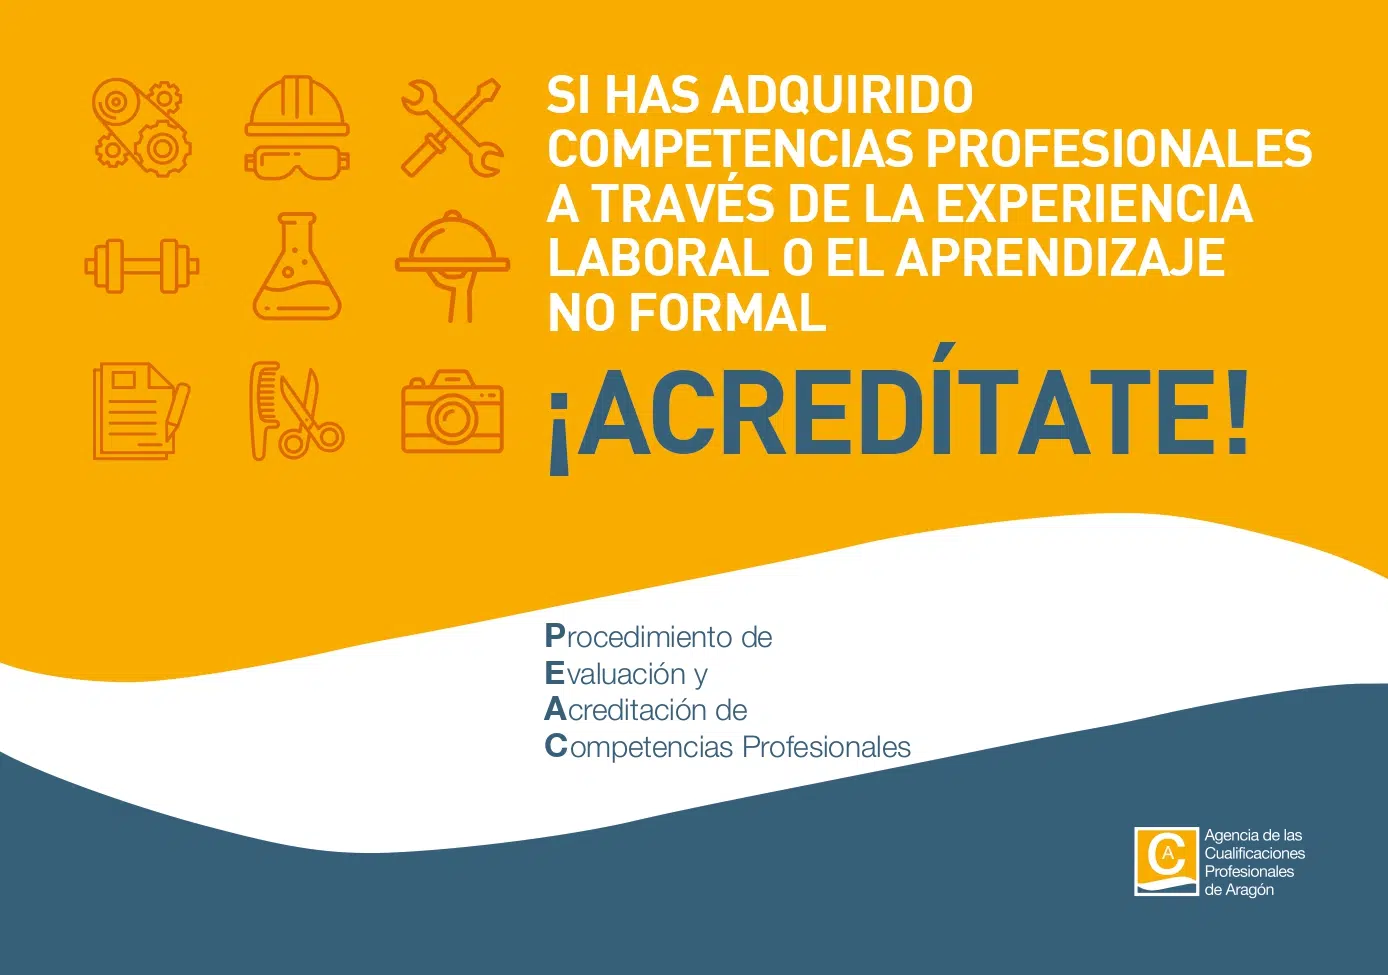 SI HAS ADQUIRIDO
COMPETENCIAS PROFESIONALES
A TRAVÉS DE LA EXPERIENCIA
LABORAL O EL APRENDIZAJE
NO FORMAL
¡ACREDÍTATE!
Procedimiento de
Evaluación y
Acreditación de
Competencias Profesionales
CA
Agencia de las
Cualificaciones
Profesionales
de Aragón